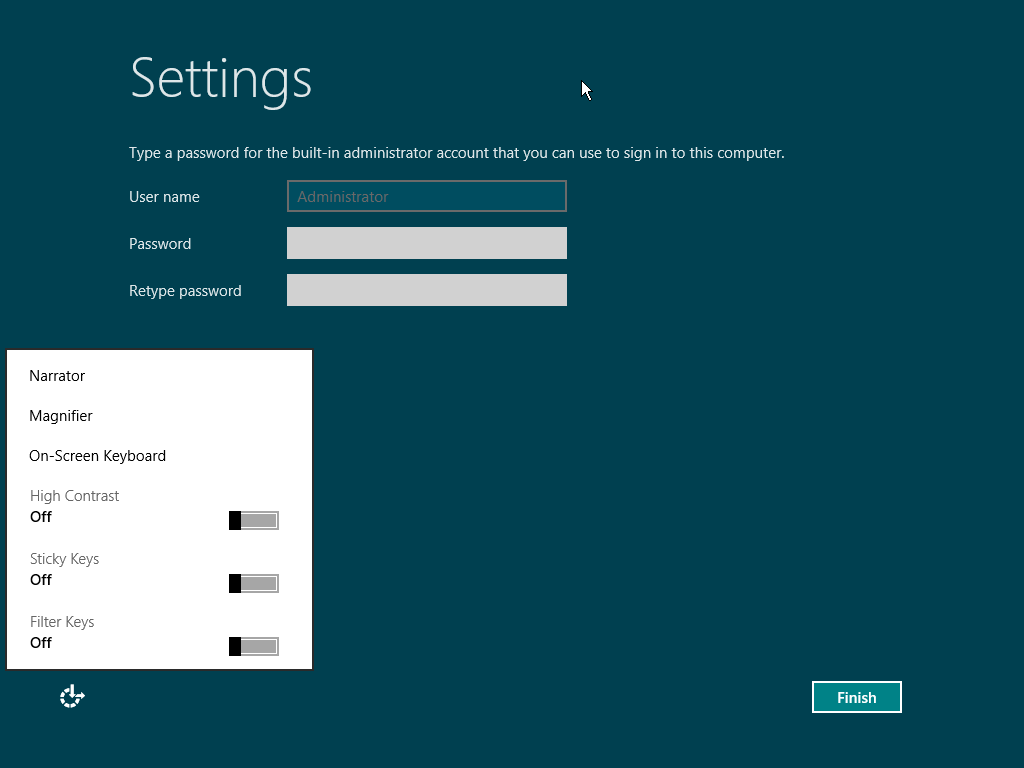 Settings
Type a password for the built-in administrator account that you can use to sign in to this computer.
User name
Administrator
Password
Retype password
Narrator
Magnifier
On-Screen Keyboard
High Contrast
Off
Sticky Keys
Off
Filter Keys
Off
Finish